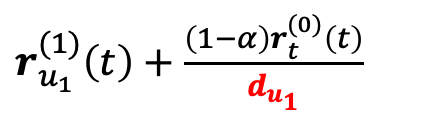 r_{u_1}^{(1)}(t) + \frac{(1-α)r_t^{(0)}(t)}{d_{u_1}}